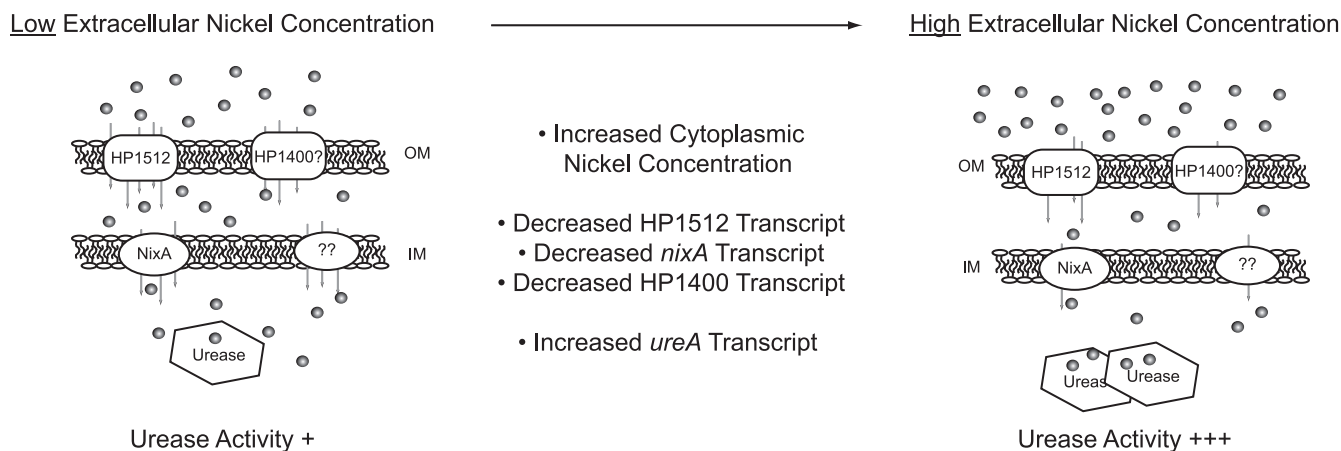 Low Extracellular Nickel Concentration
High Extracellular Nickel Concentration
HP1512
HP1400?
OM
NixA
??
IM
Urease
Urease Activity +
• Increased Cytoplasmic
Nickel Concentration
• Decreased HP1512 Transcript
• Decreased nixA Transcript
• Decreased HP1400 Transcript
• Increased ureA Transcript
OM
HP1512
HP1400?
IM
NixA
??
Ureas
Urease
Urease Activity +++